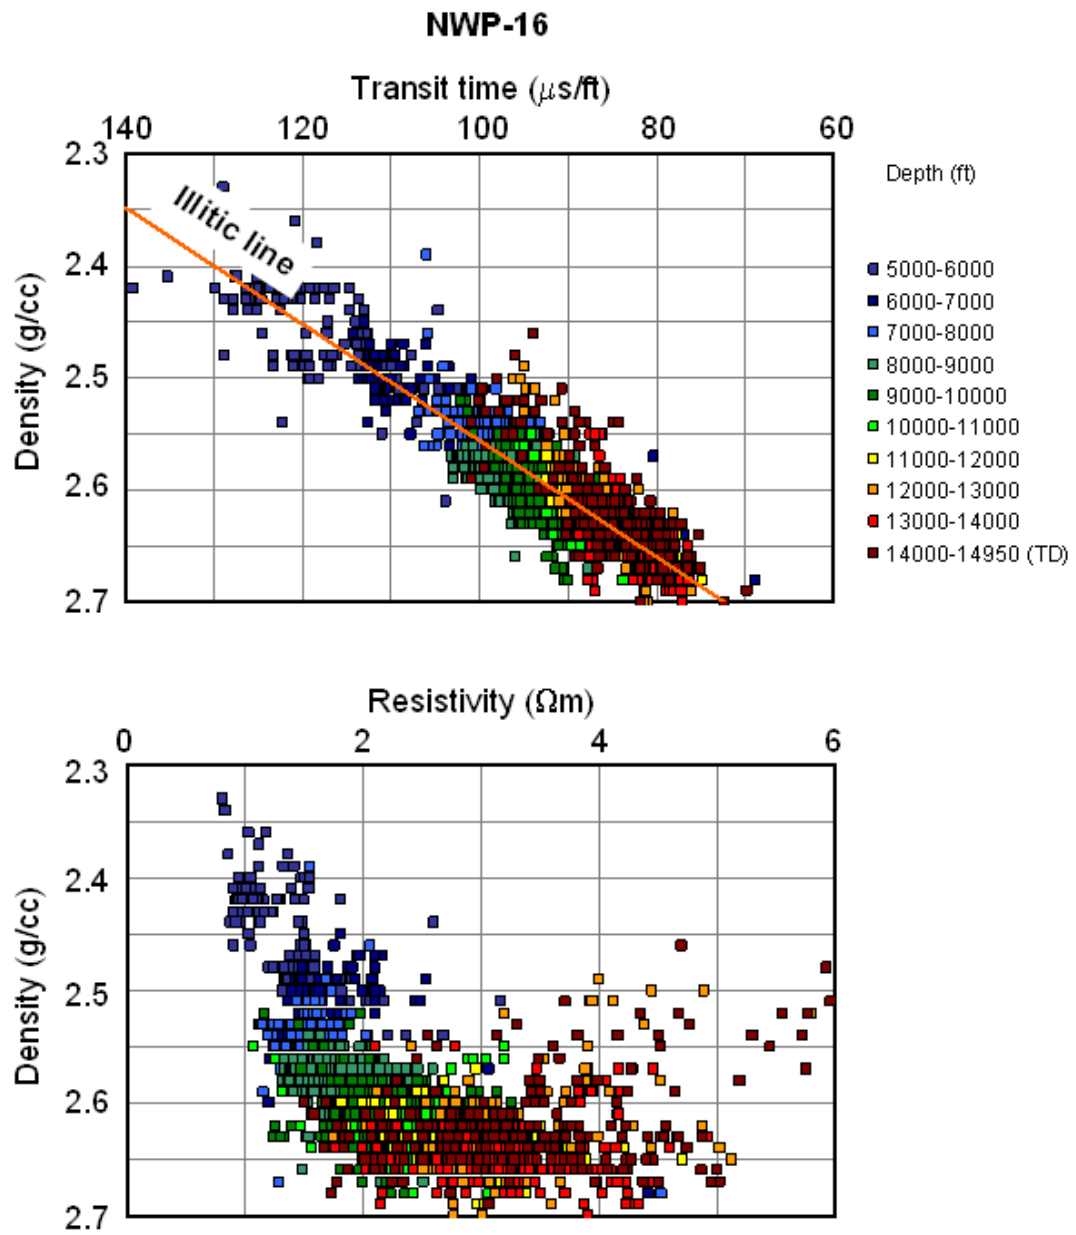 NWP-16
Transit time (μs/ft)
140 120 100 80 60
2.3
2.4
2.5
2.6
2.7
Density (g/cc)
Illitic line
Depth (ft)
5000-6000
6000-7000
7000-8000
8000-9000
9000-10000
10000-11000
11000-12000
12000-13000
13000-14000
14000-14950 (TD)
Resistivity (Ωm)
0 2 4 6
2.3
2.4
2.5
2.6
2.7
Density (g/cc)